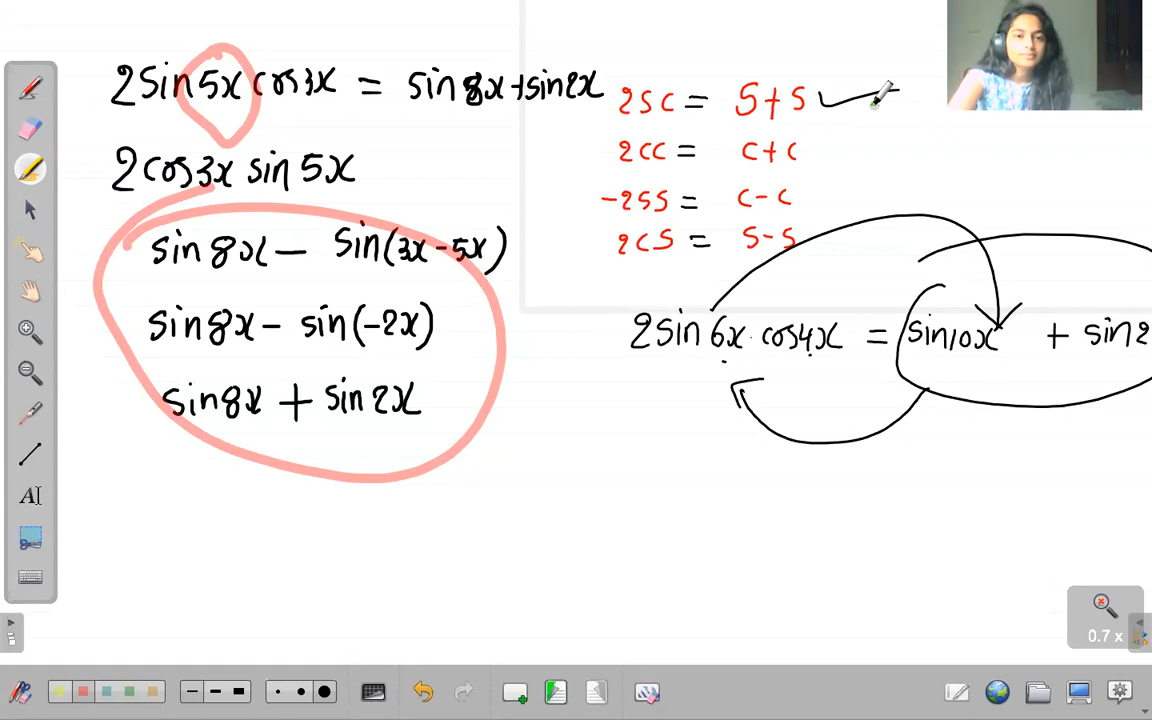 2sin5x cos3x = sin8x+sin2x
2cos3x sin5x
sin8x − sin(3x-5x)
sin8x - sin(-2x)
sin8x + sin2x
2SC = S+S
2CC = C+C
-2SS = C-C
2CS = S-S
2sin6x.cos4x = sin10x + sin2
AI
0.7 x